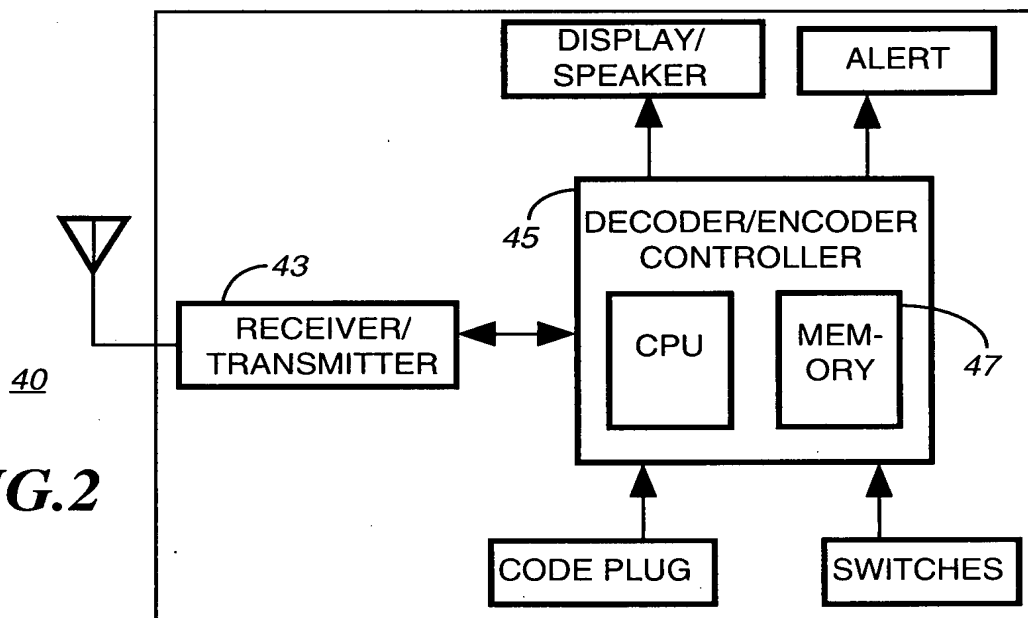 DISPLAY/
SPEAKER
ALERT
45
DECODER/ENCODER
CONTROLLER
43
RECEIVER/
TRANSMITTER
CPU
MEM-
ORY
47
40
G.2
CODE PLUG
SWITCHES